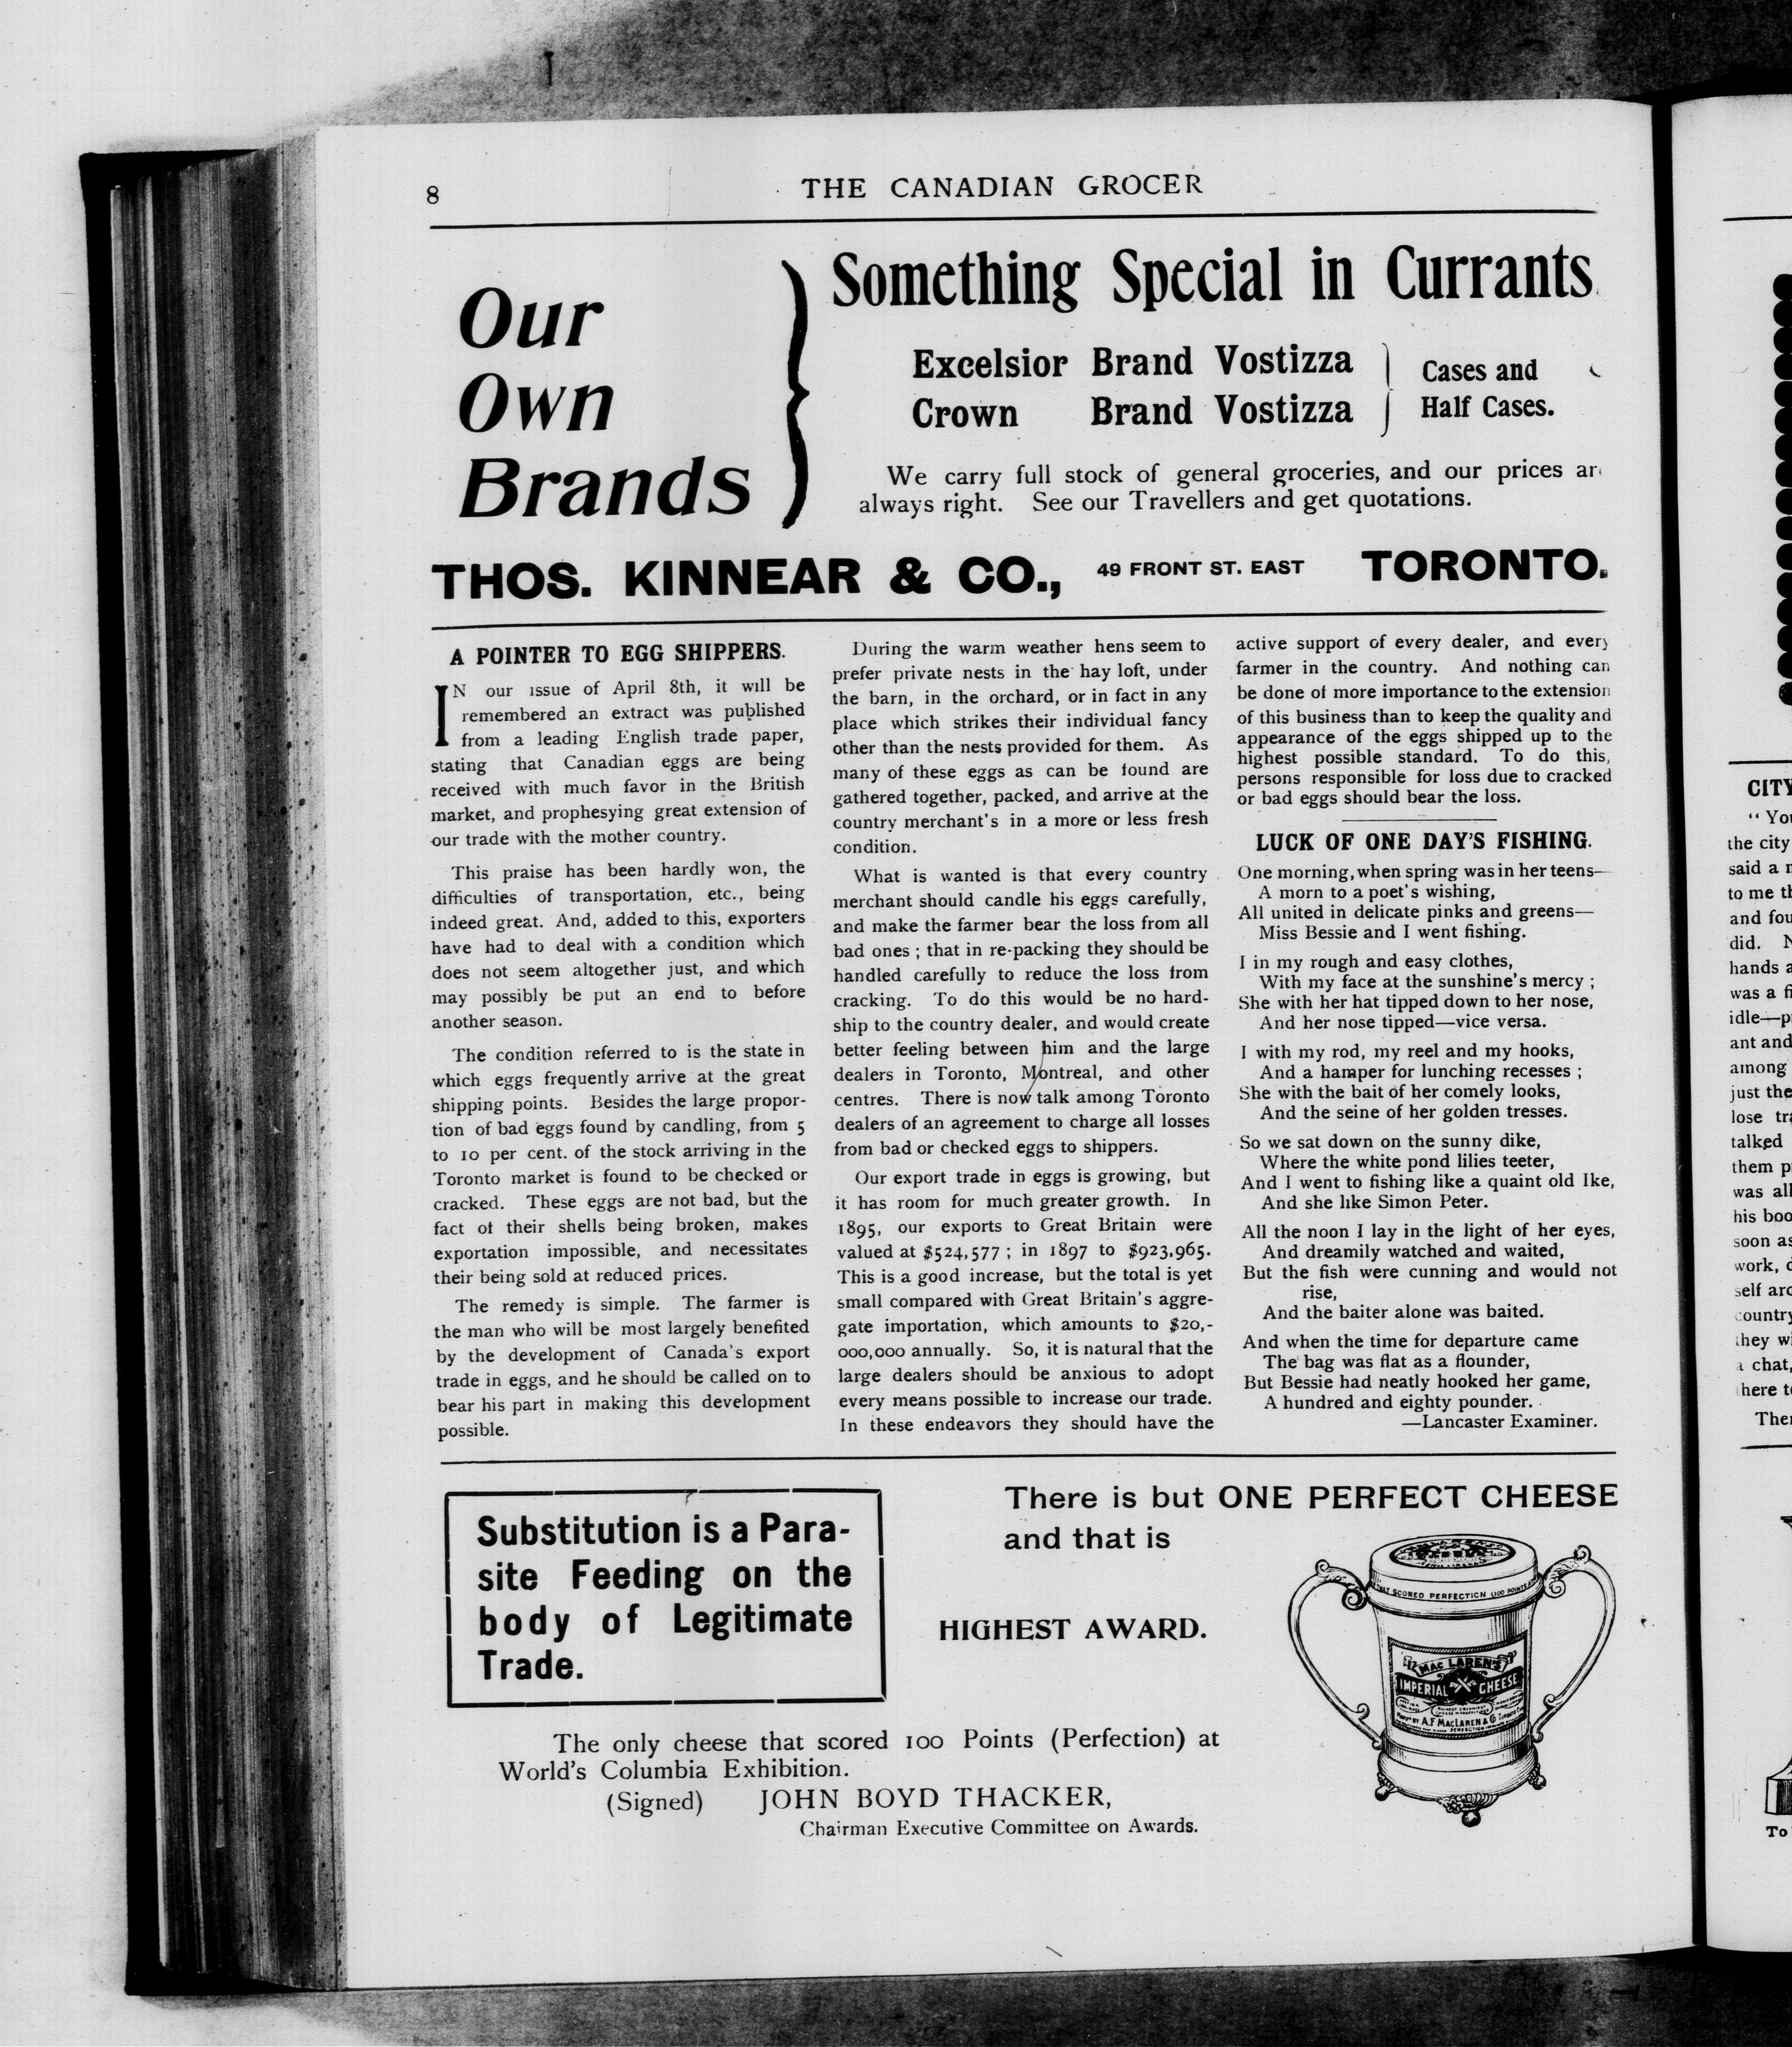 8
THE CANADIAN GROCER
Our
Own
Brands
Something Special in Currants
Excelsior Brand Vostizza
Crown Brand Vostizza
Cases and
Half Cases.
We carry full stock of general groceries, and our prices ar
always right. See our Travellers and get quotations.
THOS. KINNEAR & CO., 49 FRONT ST. EAST TORONTO.
A POINTER TO EGG SHIPPERS.
IN our issue of April 8th, it will be
remembered an extract was published
from a leading English trade paper,
stating that Canadian eggs are being
received with much favor in the British
market, and prophesying great extension of
our trade with the mother country.
This praise has been hardly won, the
difficulties of transportation, etc., being
indeed great. And, added to this, exporters
have had to deal with a condition which
does not seem altogether just, and which
may possibly be put an end to before
another season.
The condition referred to is the state in
which eggs frequently arrive at the great
shipping points. Besides the large propor-
tion of bad eggs found by candling, from 5
to 10 per cent. of the stock arriving in the
Toronto market is found to be checked or
cracked. These eggs are not bad, but the
fact of their shells being broken, makes
exportation impossible, and necessitates
their being sold at reduced prices.
The remedy is simple. The farmer is
the man who will be most largely benefited
by the development of Canada's export
trade in eggs, and he should be called on to
bear his part in making this development
possible.
During the warm weather hens seem to
prefer private nests in the hay loft, under
the barn, in the orchard, or in fact in any
place which strikes their individual fancy
other than the nests provided for them. As
many of these eggs as can be found are
gathered together, packed, and arrive at the
country merchant's in a more or less fresh
condition.
What is wanted is that every country
merchant should candle his eggs carefully,
and make the farmer bear the loss from all
bad ones ; that in re-packing they should be
handled carefully to reduce the loss from
cracking. To do this would be no hard-
ship to the country dealer, and would create
better feeling between him and the large
dealers in Toronto, Montreal, and other
centres. There is now talk among Toronto
dealers of an agreement to charge all losses
from bad or checked eggs to shippers.
Our export trade in eggs is growing, but
it has room for much greater growth. In
1895, our exports to Great Britain were
valued at $524,577 ; in 1897 to $923,965.
This is a good increase, but the total is yet
small compared with Great Britain's aggre-
gate importation, which amounts to $20,-
000,000 annually. So, it is natural that the
large dealers should be anxious to adopt
every means possible to increase our trade.
In these endeavors they should have the
active support of every dealer, and every
farmer in the country. And nothing can
be done of more importance to the extension
of this business than to keep the quality and
appearance of the eggs shipped up to the
highest possible standard. To do this,
persons responsible for loss due to cracked
or bad eggs should bear the loss.
LUCK OF ONE DAY'S FISHING.
One morning, when spring was in her teens—
A morn to a poet's wishing,
All united in delicate pinks and greens—
Miss Bessie and I went fishing.
I in my rough and easy clothes,
With my face at the sunshine's mercy ;
She with her hat tipped down to her nose,
And her nose tipped—vice versa.
I with my rod, my reel and my hooks,
And a hamper for lunching recesses ;
She with the bait of her comely looks,
And the seine of her golden tresses.
So we sat down on the sunny dike,
Where the white pond lilies teeter,
And I went to fishing like a quaint old Ike,
And she like Simon Peter.
All the noon I lay in the light of her eyes,
And dreamily watched and waited,
But the fish were cunning and would not
rise,
And the baiter alone was baited.
And when the time for departure came
The bag was flat as a flounder,
But Bessie had neatly hooked her game,
A hundred and eighty pounder.
—Lancaster Examiner.
Substitution is a Para-
site Feeding on the
body of Legitimate
Trade.
There is but ONE PERFECT CHEESE
and that is
HIGHEST AWARD.
SCORED PERFECTION (100 POINTS
MAC LAREN'S
IMPERIAL CHEESE
A.F. MACLAREN & Co
The only cheese that scored 100 Points (Perfection) at
World's Columbia Exhibition.
(Signed) JOHN BOYD THACKER,
Chairman Executive Committee on Awards.
CITY
the city
said a
to me
and
did.
hands
was a
idle—
ant and
among
just the
lose
talked
them
was
his
soon as
work,
self
country
they
a chat,
here
To